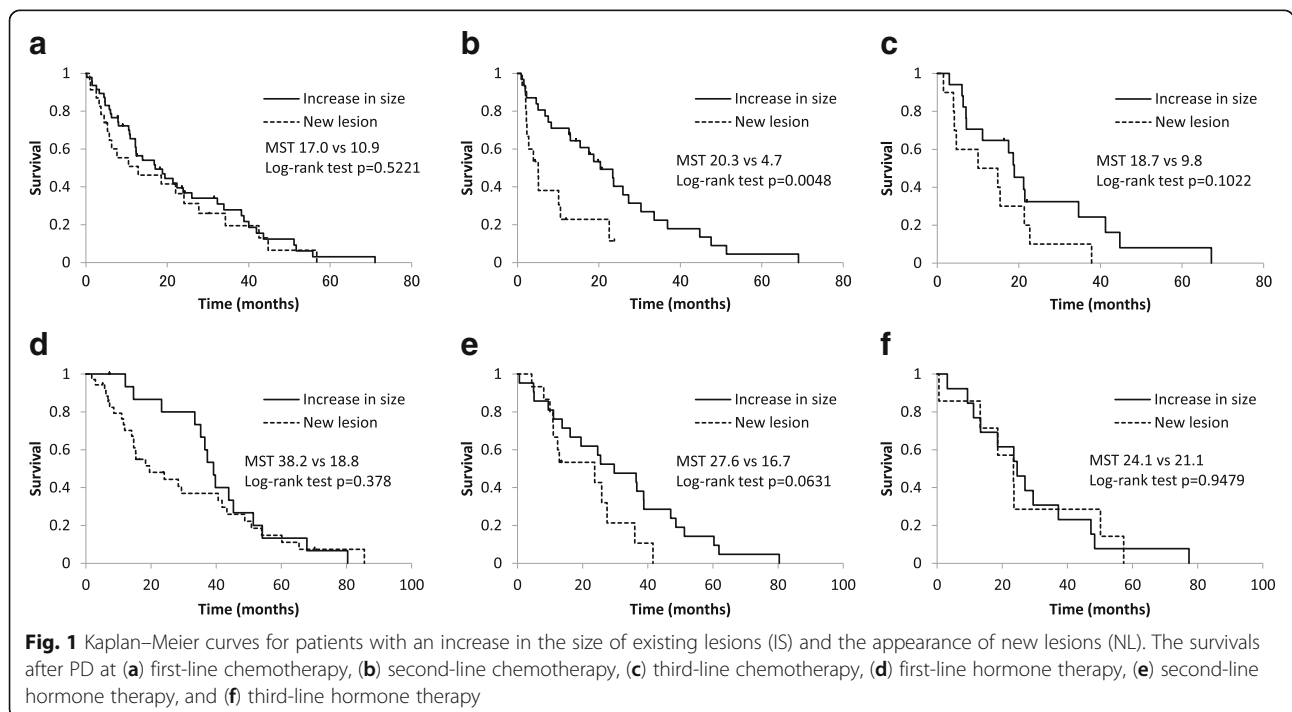 a
b
c
1
0.8
0.6
0.4
0.2
0
Survival
Increase in size
New lesion
MST 17.0 vs 10.9
Log-rank test p=0.5221
0 20 40 60 80
Time (months)
1
0.8
0.6
0.4
0.2
0
Survival
Increase in size
New lesion
MST 20.3 vs 4.7
Log-rank test p=0.0048
0 20 40 60 80
Time (months)
1
0.8
0.6
0.4
0.2
0
Survival
Increase in size
New lesion
MST 18.7 vs 9.8
Log-rank test p=0.1022
0 20 40 60 80
Time (months)
d
e
f
1
0.8
0.6
0.4
0.2
0
Survival
Increase in size
New lesion
MST 38.2 vs 18.8
Log-rank test p=0.378
0 20 40 60 80 100
Time (months)
1
0.8
0.6
0.4
0.2
0
Survival
Increase in size
New lesion
MST 27.6 vs 16.7
Log-rank test p=0.0631
0 20 40 60 80 100
Time (months)
1
0.8
0.6
0.4
0.2
0
Survival
Increase in size
New lesion
MST 24.1 vs 21.1
Log-rank test p=0.9479
0 20 40 60 80 100
Time (months)
Fig. 1 Kaplan–Meier curves for patients with an increase in the size of existing lesions (IS) and the appearance of new lesions (NL). The survivals
after PD at (a) first-line chemotherapy, (b) second-line chemotherapy, (c) third-line chemotherapy, (d) first-line hormone therapy, (e) second-line
hormone therapy, and (f) third-line hormone therapy